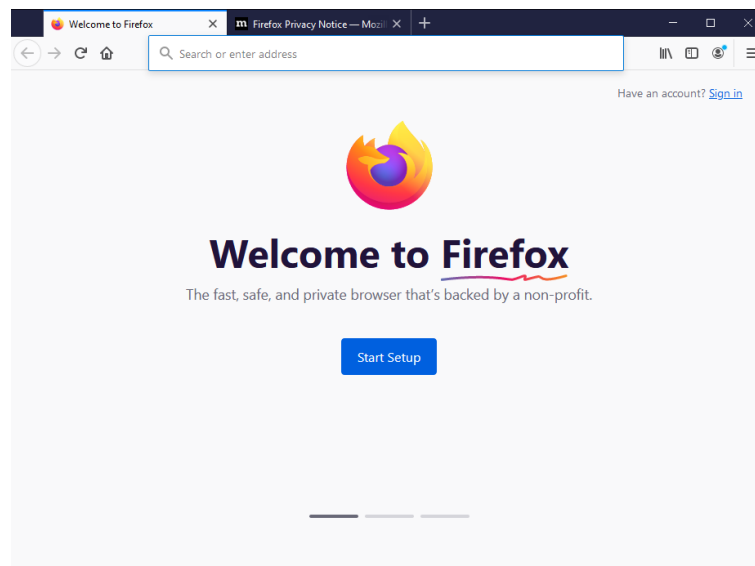 Welcome to Firefox
Firefox Privacy Notice — Mozil
Search or enter address
Have an account? Sign in
Welcome to Firefox
The fast, safe, and private browser that’s backed by a non-profit.
Start Setup